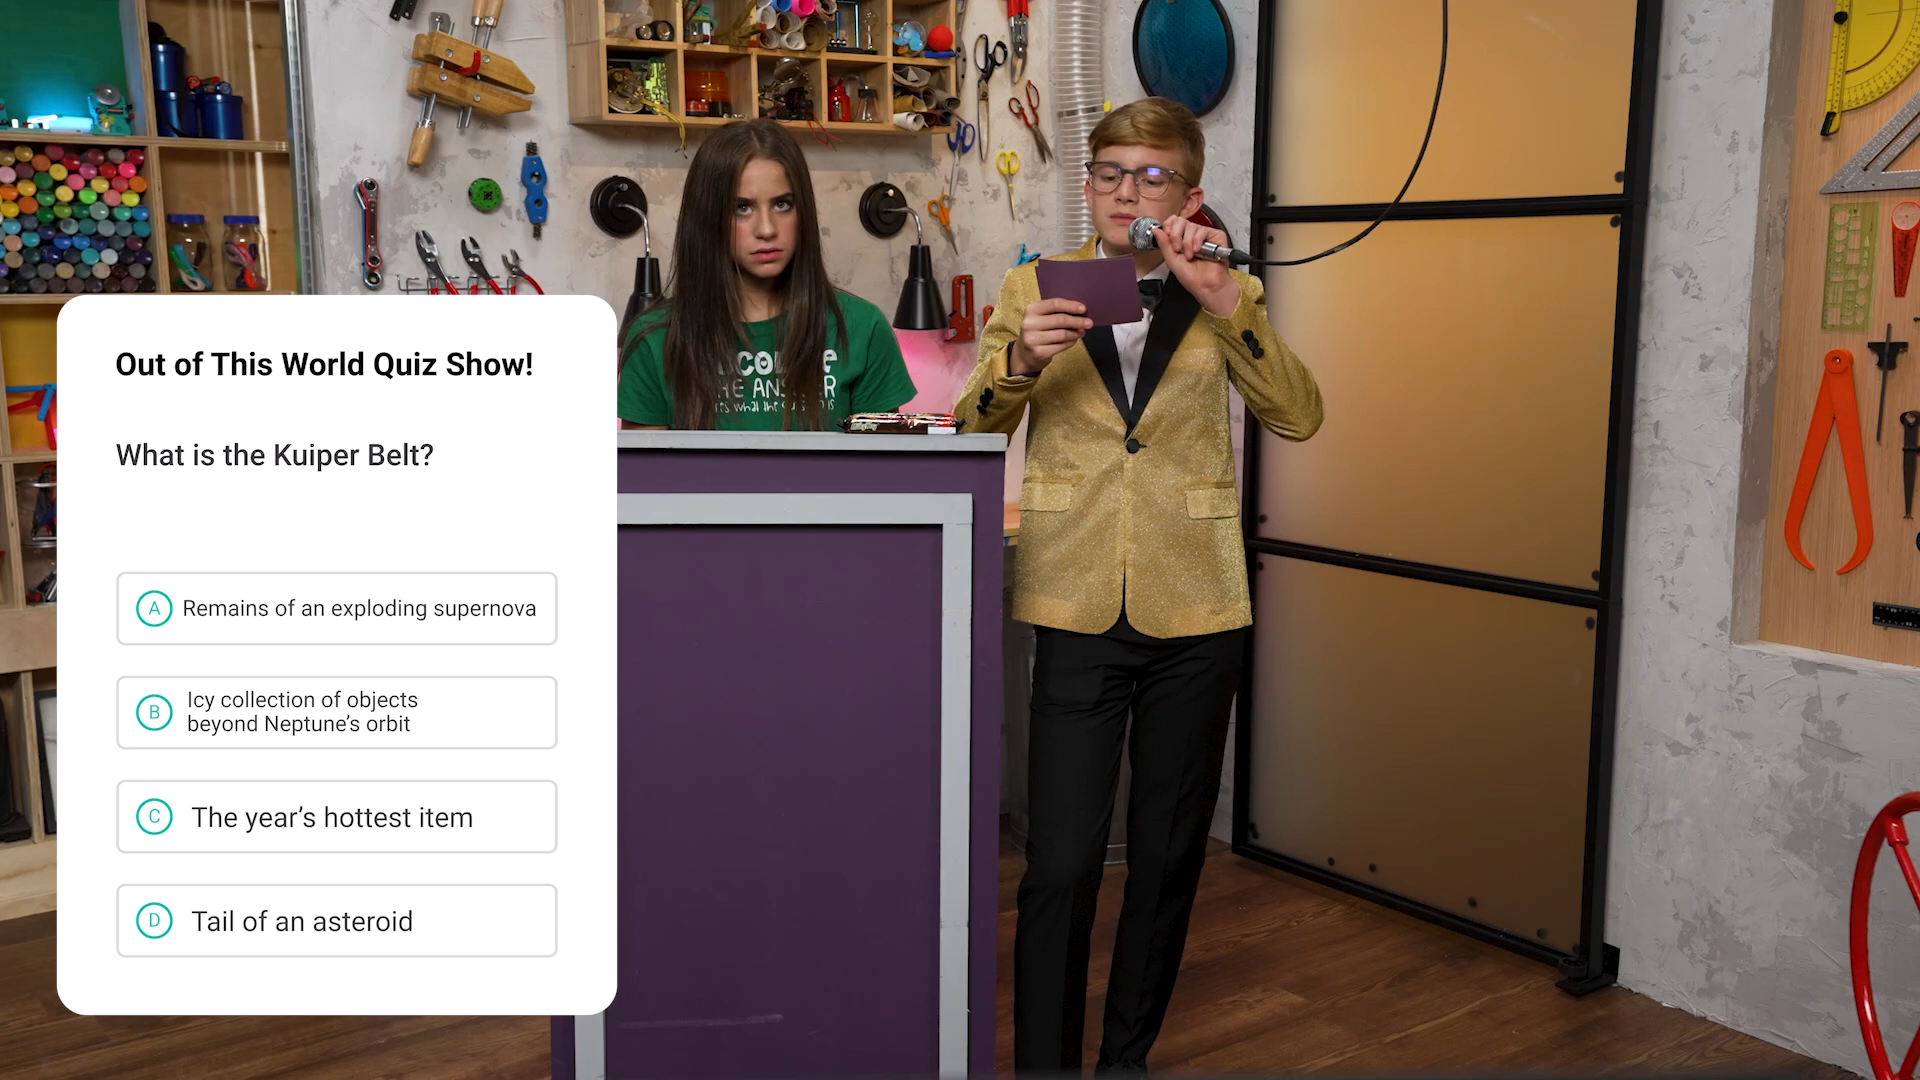 Out of This World Quiz Show!
What is the Kuiper Belt?
A Remains of an exploding supernova
B Icy collection of objects
beyond Neptune’s orbit
C The year’s hottest item
D Tail of an asteroid